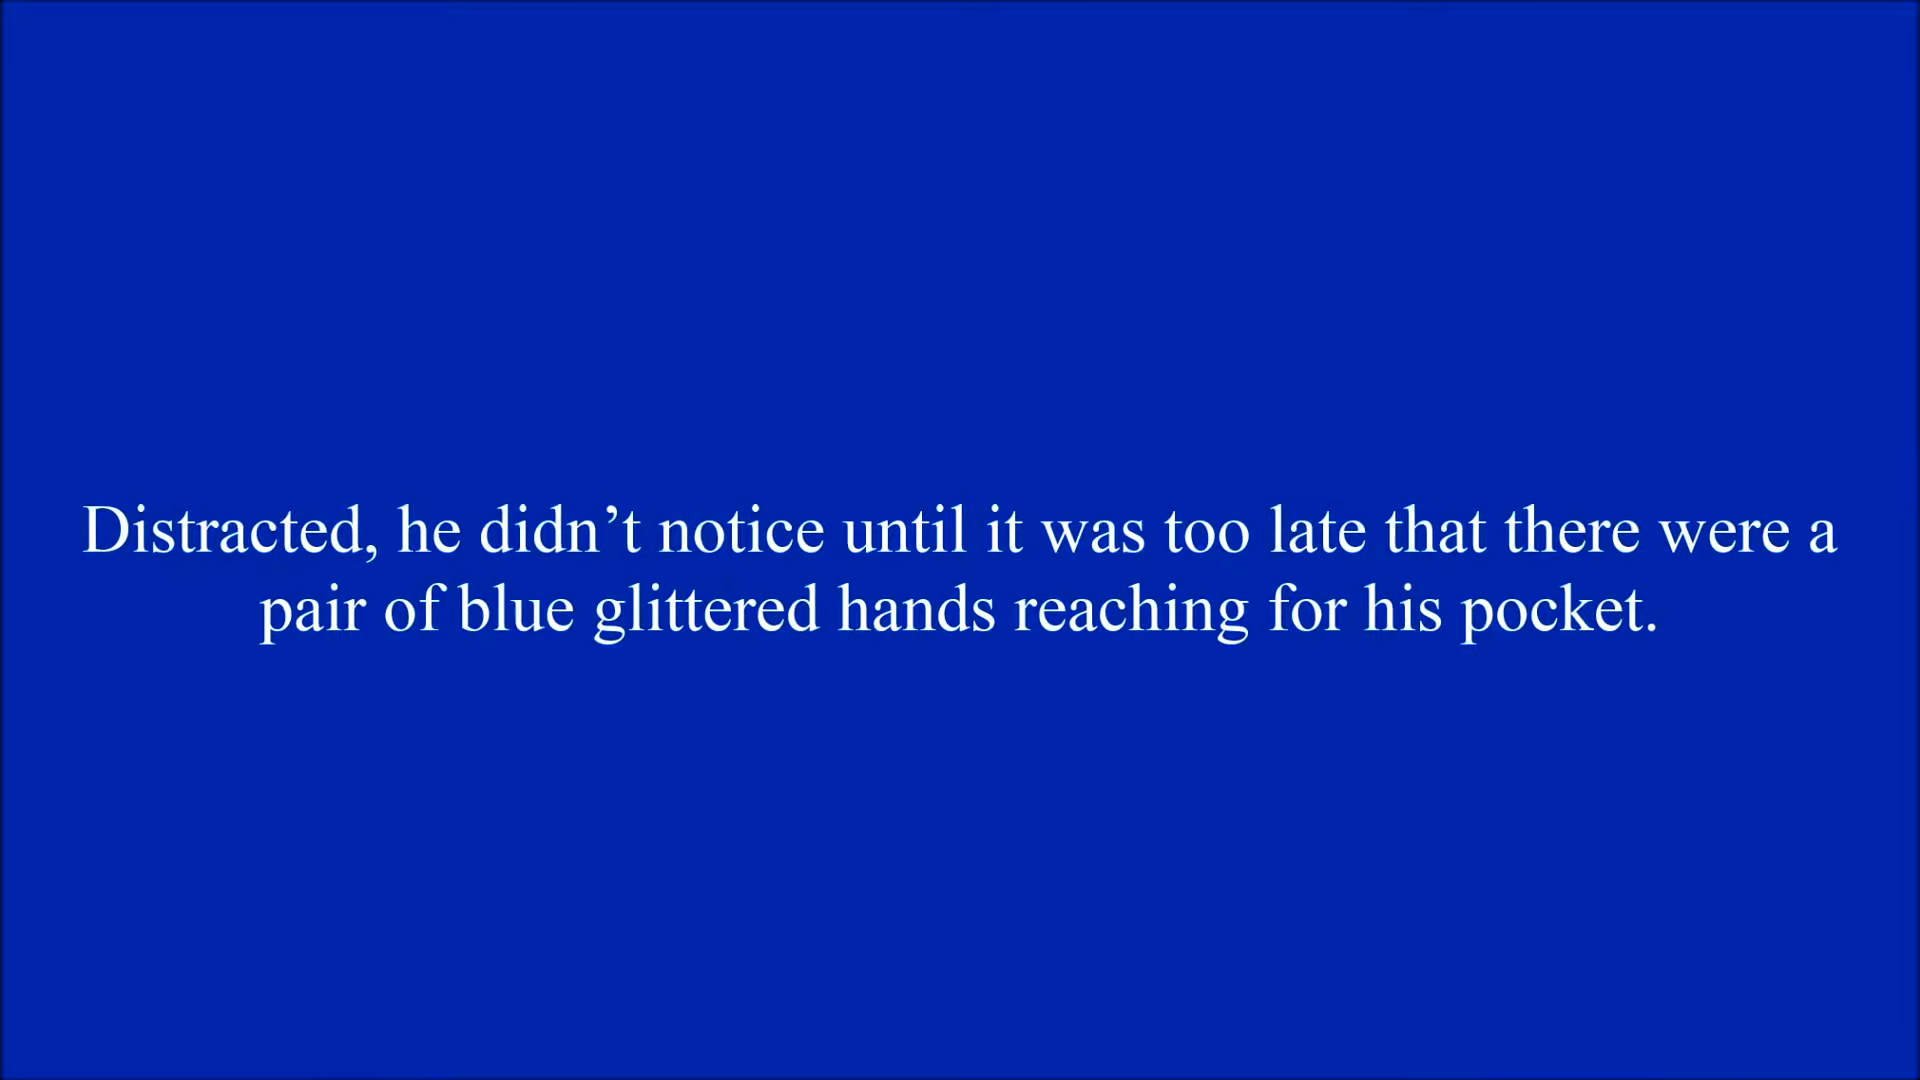 Distracted, he didn’t notice until it was too late that there were a
pair of blue glittered hands reaching for his pocket.